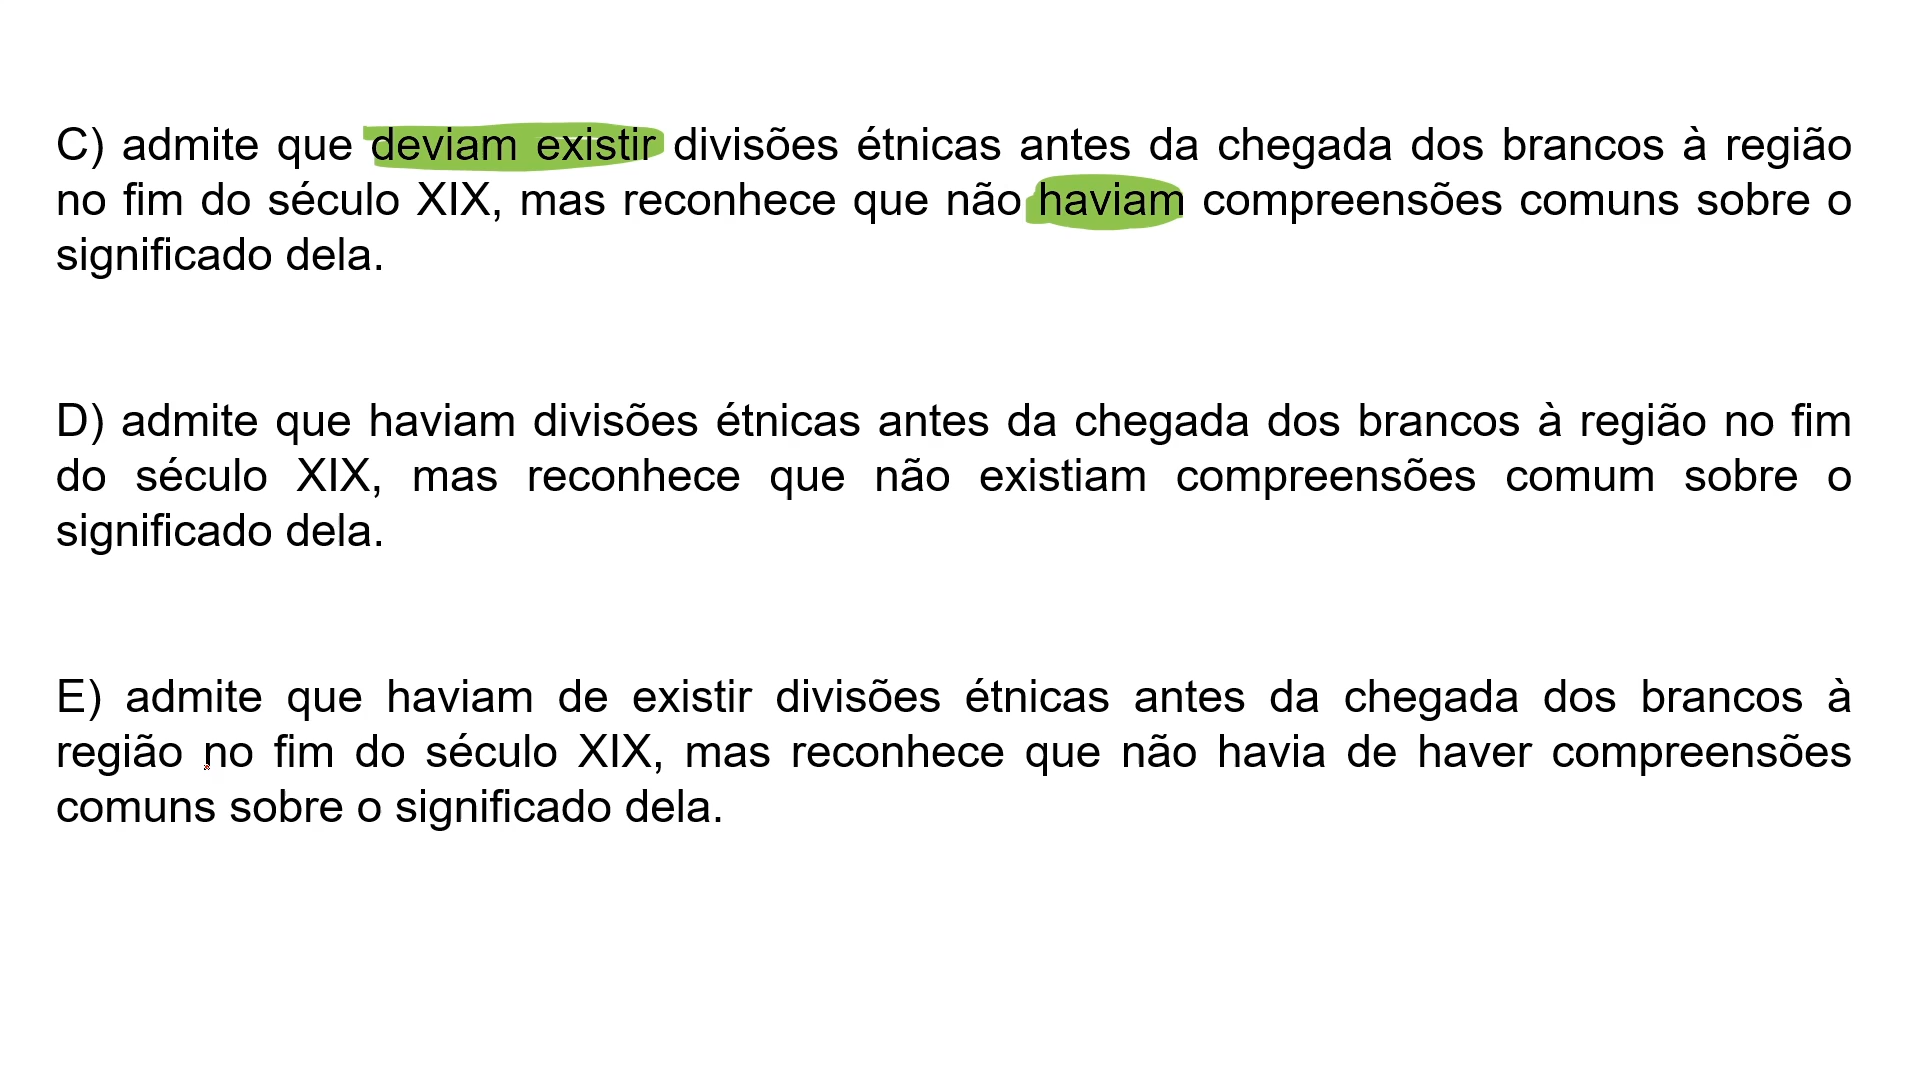 C) admite que deviam existir divisões étnicas antes da chegada dos brancos à região
no fim do século XIX, mas reconhece que não haviam compreensões comuns sobre o
significado dela.
D) admite que haviam divisões étnicas antes da chegada dos brancos à região no fim
do século XIX, mas reconhece que não existiam compreensões comum sobre o
significado dela.
E) admite que haviam de existir divisões étnicas antes da chegada dos brancos à
região no fim do século XIX, mas reconhece que não havia de haver compreensões
comuns sobre o significado dela.